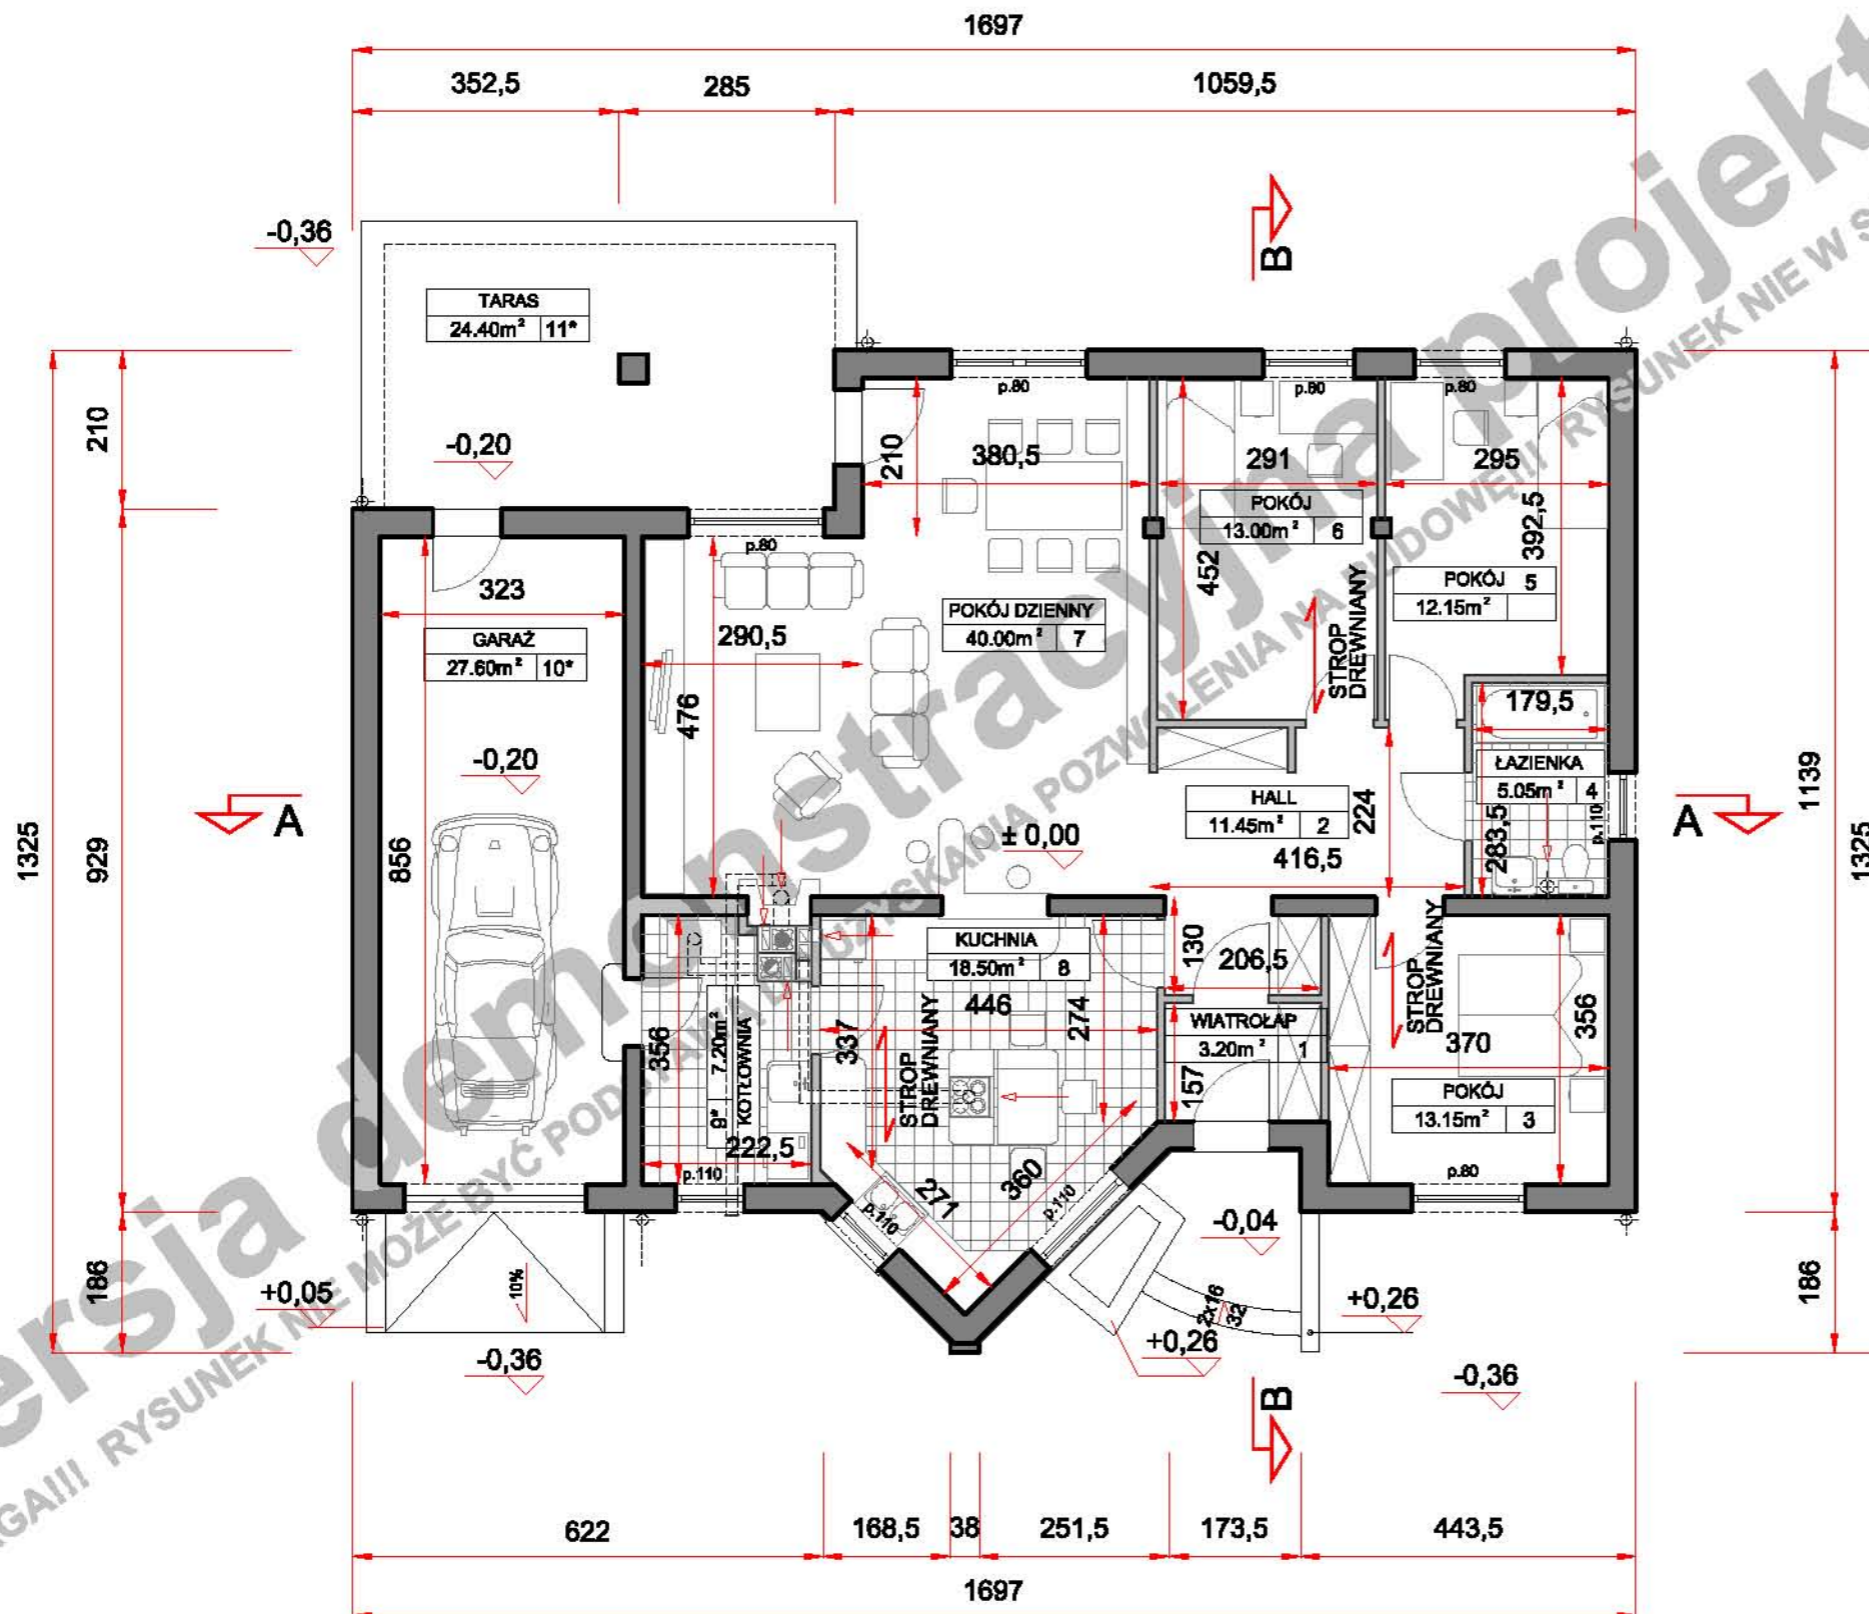 1697
352,5
285
1059,5
-0,36
B
TARAS
24.40m² 11*
210
-0,20
p.80
p.80
p.80
210
380,5
291
295
POKÓJ
13.00m² 6
392,5
p.80
452
323
290,5
POKÓJ DZIENNY
40.00m² 7
STROP
DREWNIANY
POKÓJ 5
12.15m²
GARAŻ
27.60m² 10*
476
179,5
-0,20
ŁAZIENKA
5.05m² 4
p.110
1139
HALL
11.45m² 2
224
283,5
A
A
± 0,00
416,5
1325
929
856
1325
KUCHNIA
18.50m² 8
130
206,5
STROP
DREWNIANY
446
274
337
STROP
DREWNIANY
356
9* 7.20m²
KOTŁOWNIA
WIATROŁAP
3.20m² 1
370
356
157
POKÓJ
13.15m² 3
222,5
p.110
p.80
271
360
p.110
p.110
-0,04
186
+0,05
10%
2x16
32
+0,26
+0,26
186
-0,36
-0,36
B
622
168,5
38
251,5
173,5
443,5
1697
ersja demonstracyjna projekt
GA!!! RYSUNEK NIE MOŻE BYĆ PODSTAWĄ DO UZYSKANIA POZWOLENIA NA BUDOWĘ!!! RYSUNEK NIE W S